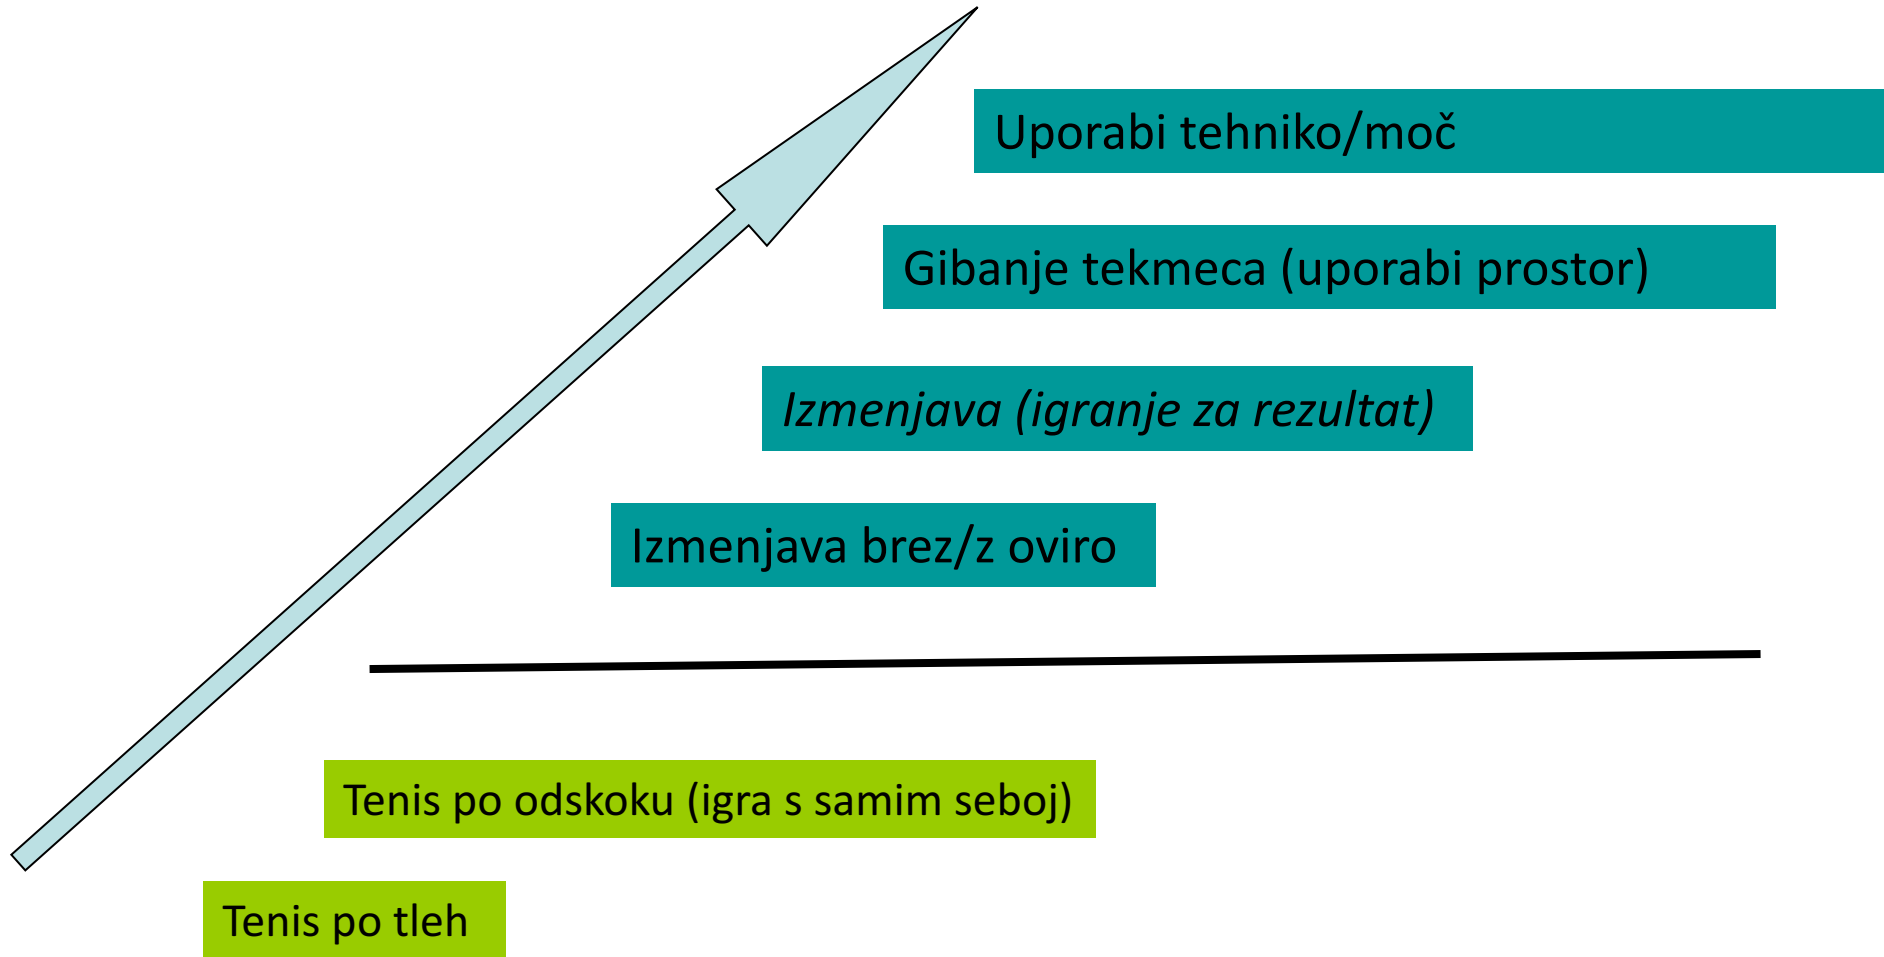 Uporabi tehniko/moč
Gibanje tekmeca (uporabi prostor)
Izmenjava (igranje za rezultat)
Izmenjava brez/z oviro
Tenis po odskoku (igra s samim seboj)
Tenis po tleh